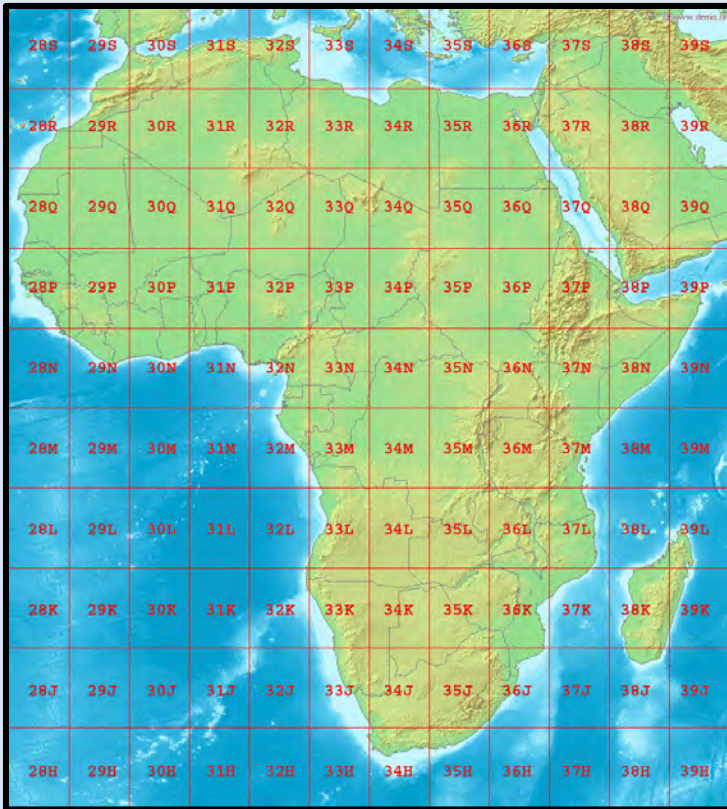 © www.demis.nl
28S 29S 30S 31S 32S 33S 34S 35S 36S 37S 38S 39S
28R 29R 30R 31R 32R 33R 34R 35R 36R 37R 38R 39R
28Q 29Q 30Q 31Q 32Q 33Q 34Q 35Q 36Q 37Q 38Q 39Q
28P 29P 30P 31P 32P 33P 34P 35P 36P 37P 38P 39P
28N 29N 30N 31N 32N 33N 34N 35N 36N 37N 38N 39N
28M 29M 30M 31M 32M 33M 34M 35M 36M 37M 38M 39M
28L 29L 30L 31L 32L 33L 34L 35L 36L 37L 38L 39L
28K 29K 30K 31K 32K 33K 34K 35K 36K 37K 38K 39K
28J 29J 30J 31J 32J 33J 34J 35J 36J 37J 38J 39J
28H 29H 30H 31H 32H 33H 34H 35H 36H 37H 38H 39H